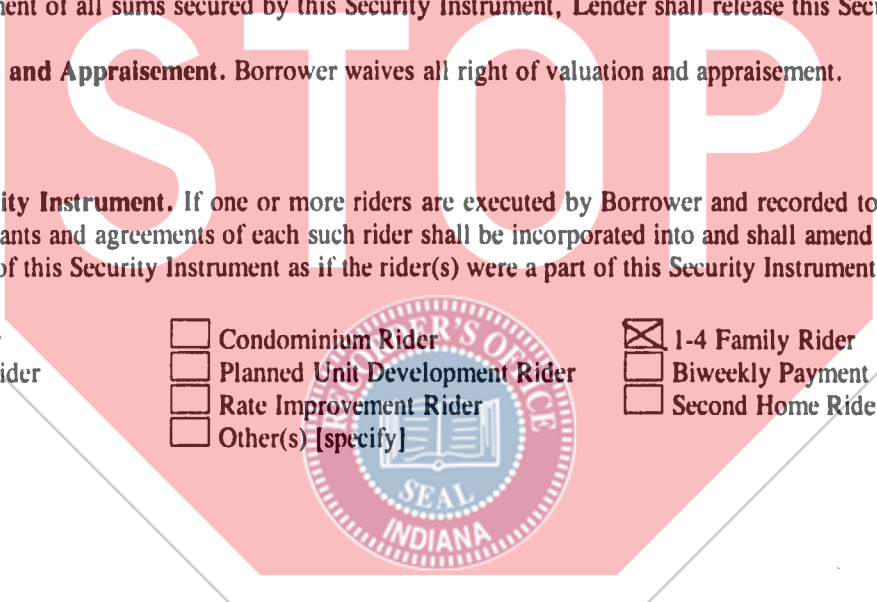 ent of all sums secured by this Security Instrument, Lender shall release this Sec
and Appraisement. Borrower waives all right of valuation and appraisement.
STOP
ity Instrument. If one or more riders are executed by Borrower and recorded to
ants and agreements of each such rider shall be incorporated into and shall amend
of this Security Instrument as if the rider(s) were a part of this Security Instrument
Condominium Rider 1-4 Family Rider
ider Planned Unit Development Rider Biweekly Payment
Rate Improvement Rider Second Home Ride
Other(s) [specify]
RECORDER'S OFFICE
SEAL
INDIANA